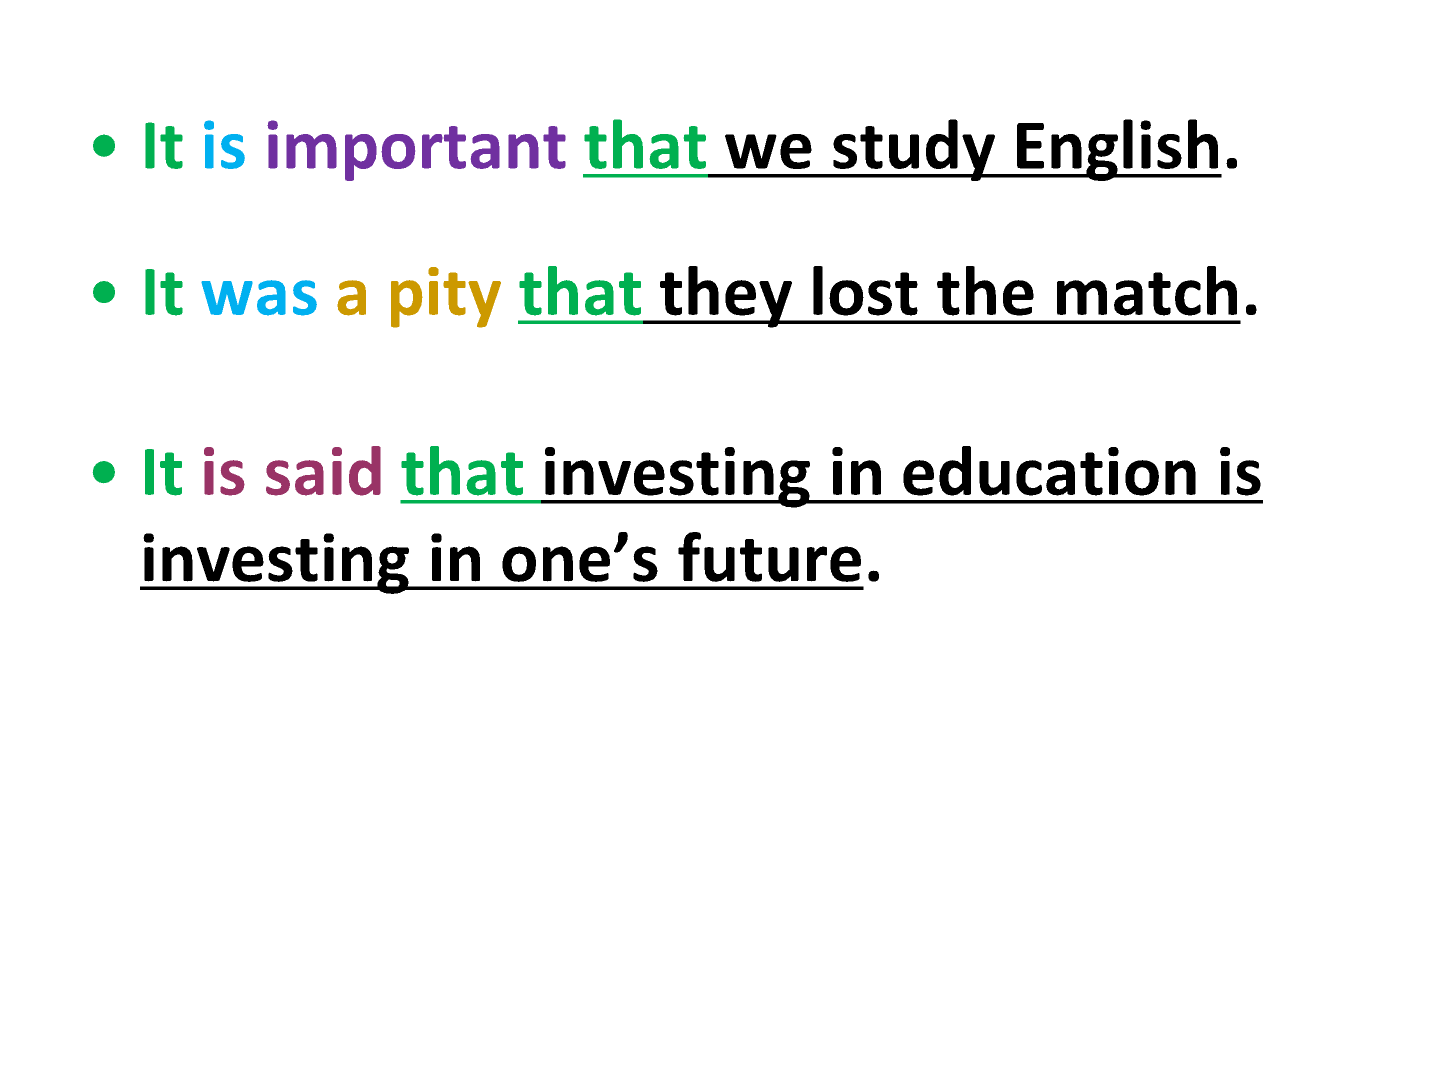 • It is important that we study English.
• It was a pity that they lost the match.
• It is said that investing in education is
investing in one’s future.